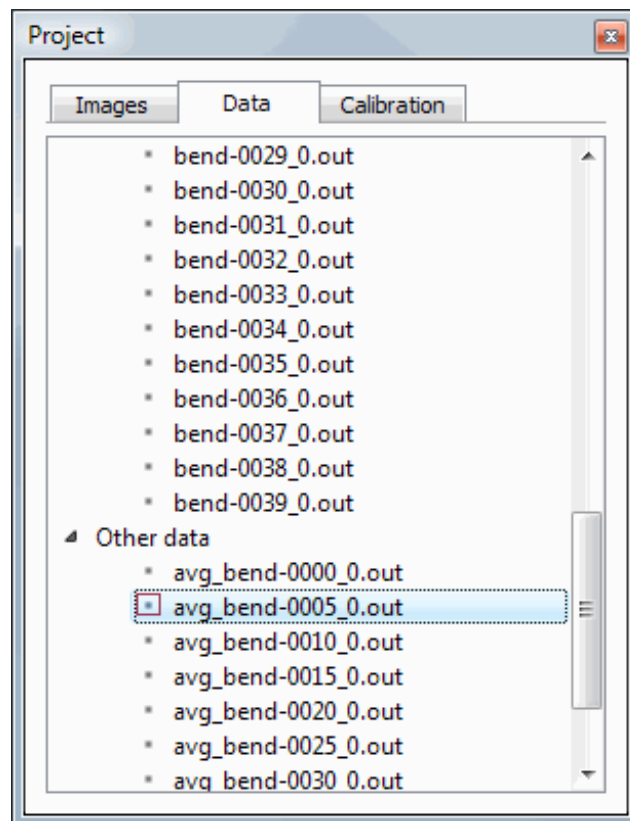 Project
Images Data Calibration
bend-0029_0.out
bend-0030_0.out
bend-0031_0.out
bend-0032_0.out
bend-0033_0.out
bend-0034_0.out
bend-0035_0.out
bend-0036_0.out
bend-0037_0.out
bend-0038_0.out
bend-0039_0.out
Other data
avg_bend-0000_0.out
avg_bend-0005_0.out
avg_bend-0010_0.out
avg_bend-0015_0.out
avg_bend-0020_0.out
avg_bend-0025_0.out
avg_bend-0030_0.out